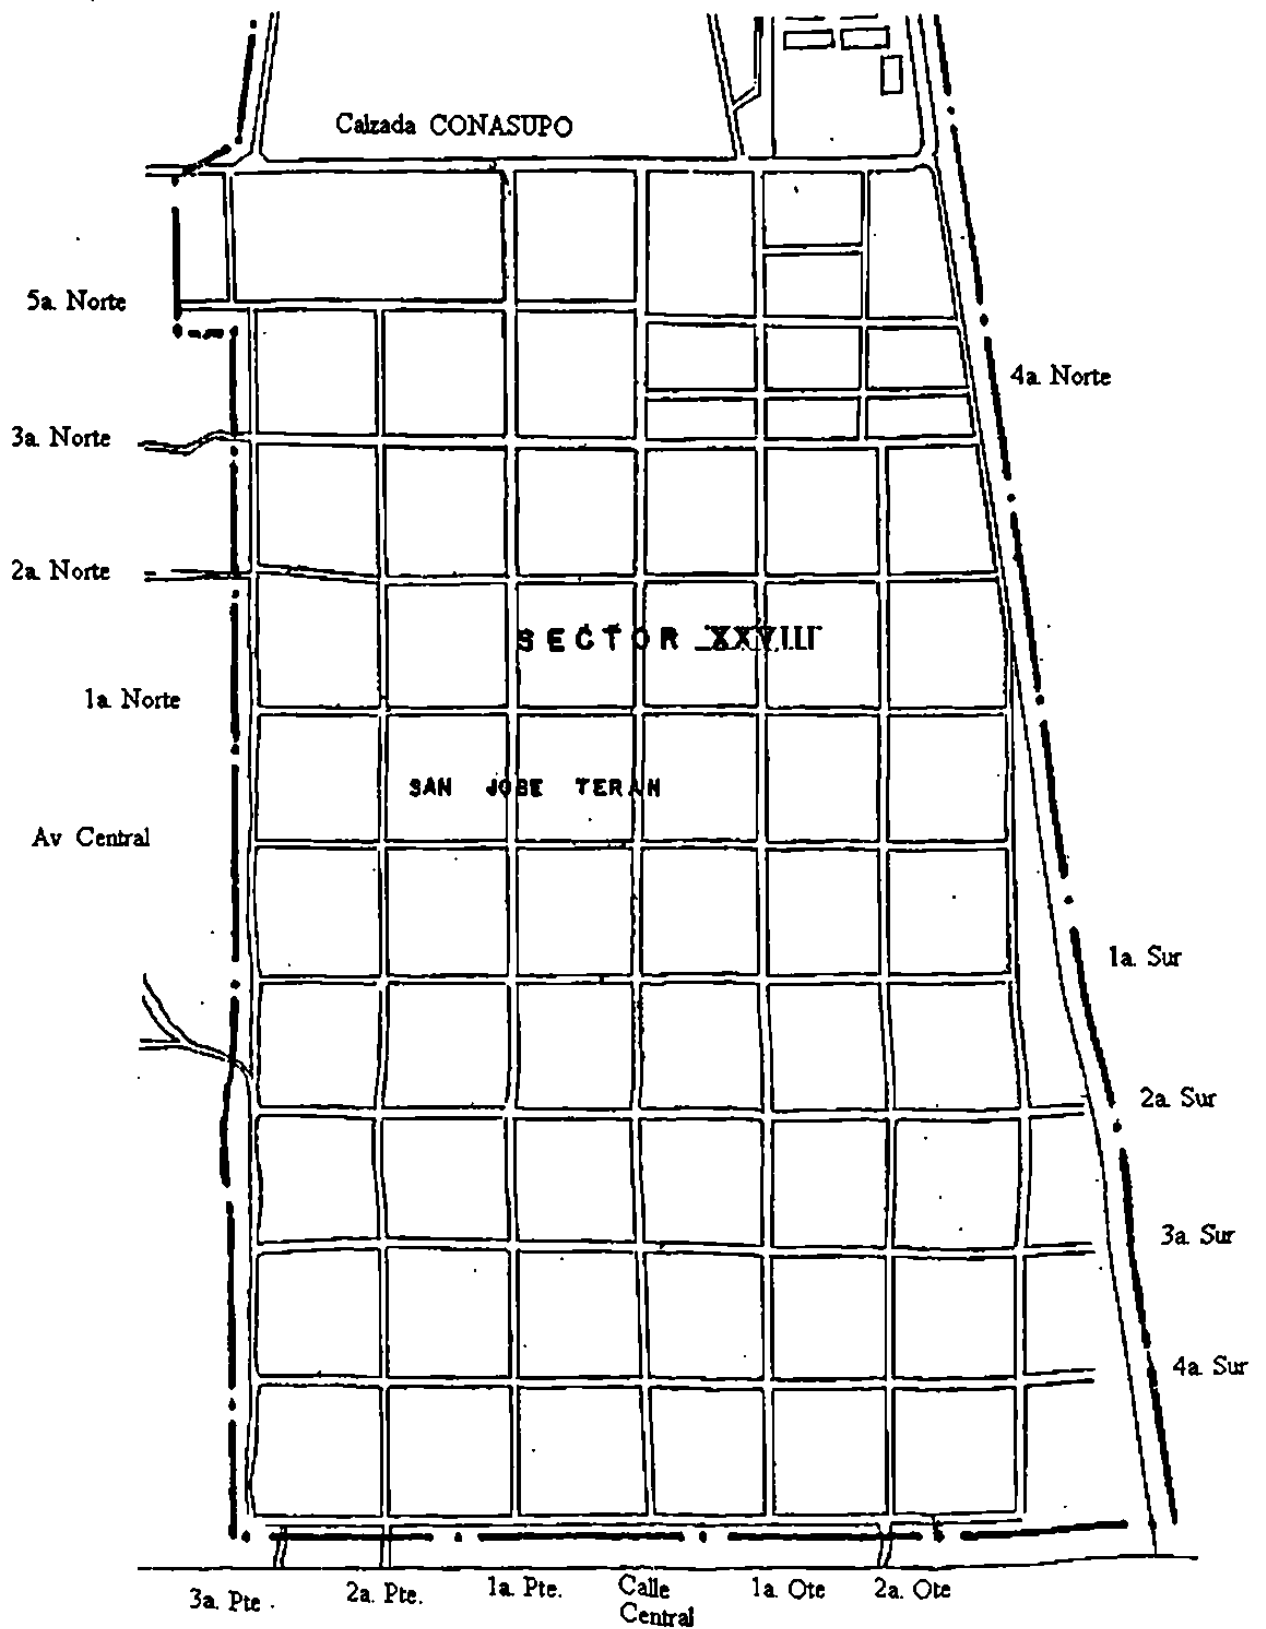 Calzada CONASUPO
5a. Norte
4a. Norte
3a. Norte
2a. Norte
SECTOR XXVIII
1a. Norte
SAN JOSE TERAN
Av Central
1a. Sur
2a. Sur
3a. Sur
4a. Sur
3a. Pte.
2a. Pte.
1a. Pte.
Calle
Central
1a. Ote
2a. Ote